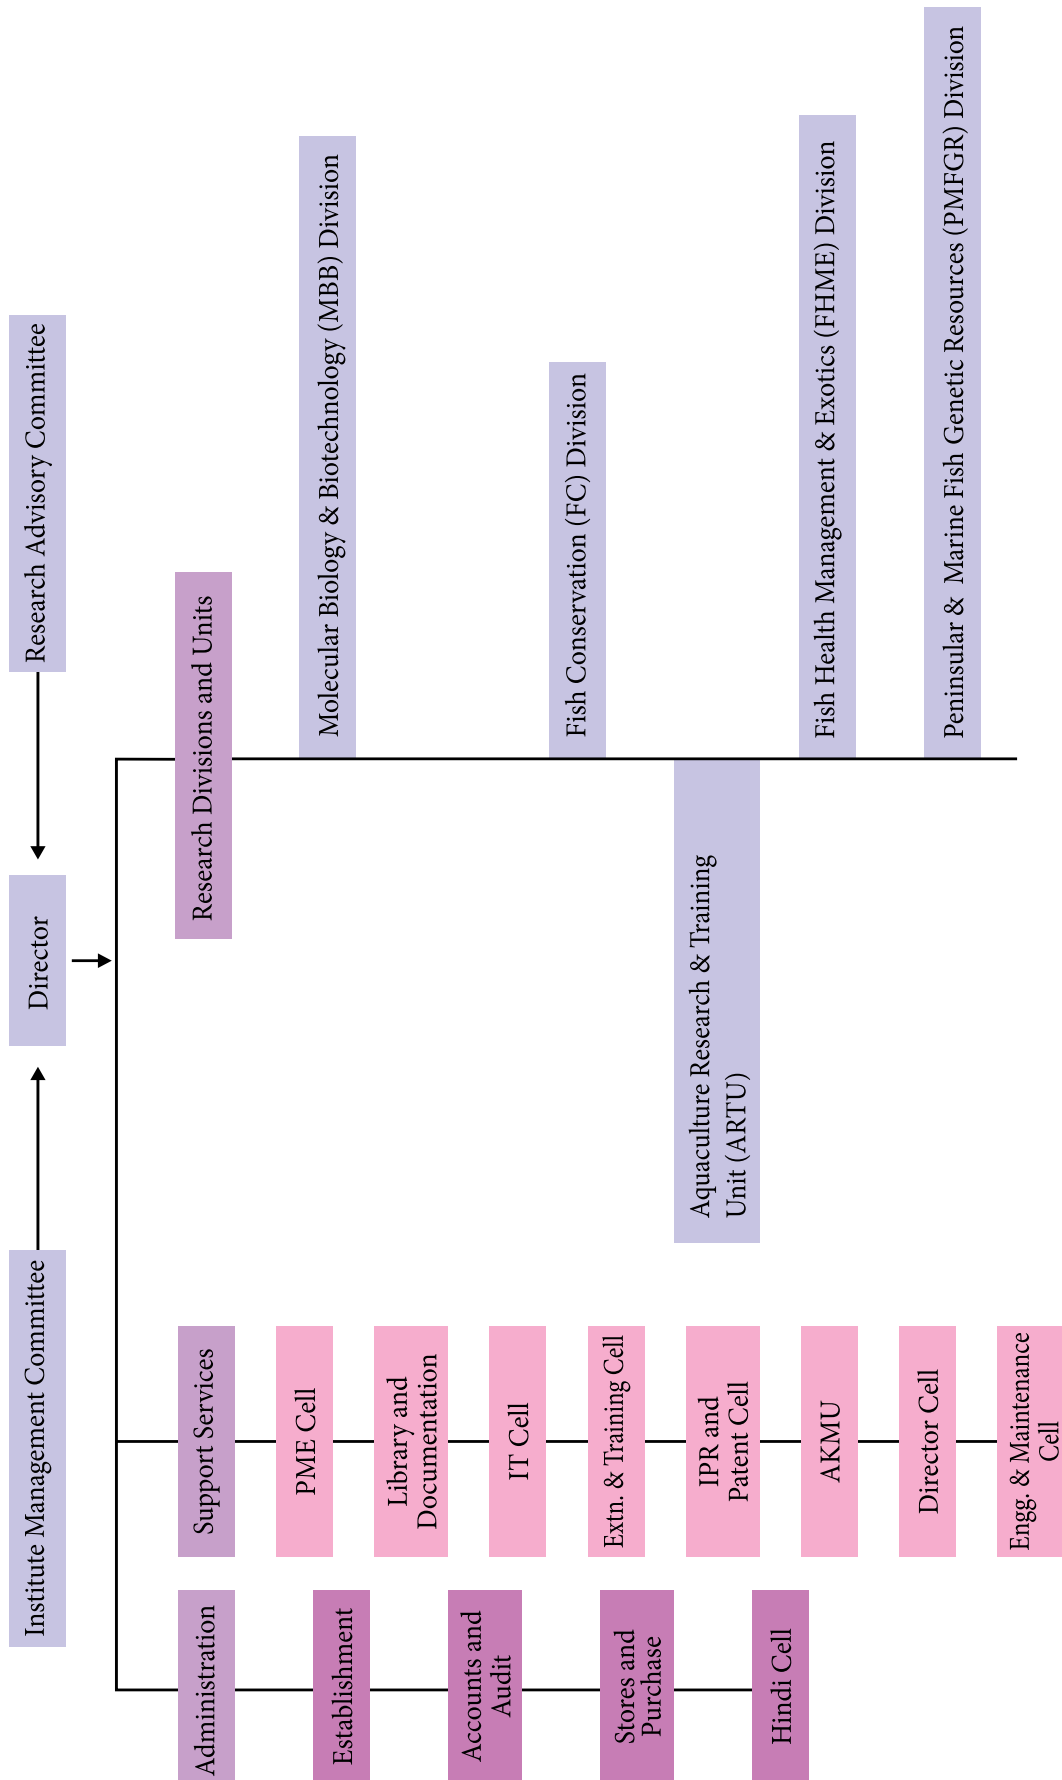 Institute Management Committee
Director
Research Advisory Committee
Administration
Establishment
Accounts and
Audit
Stores and
Purchase
Hindi Cell
Support Services
PME Cell
Library and
Documentation
IT Cell
Extn. & Training Cell
IPR and
Patent Cell
AKMU
Director Cell
Engg. & Maintenance
Cell
Research Divisions and Units
Molecular Biology & Biotechnology (MBB) Division
Fish Conservation (FC) Division
Aquaculture Research & Training
Unit (ARTU)
Fish Health Management & Exotics (FHME) Division
Peninsular & Marine Fish Genetic Resources (PMFGR) Division